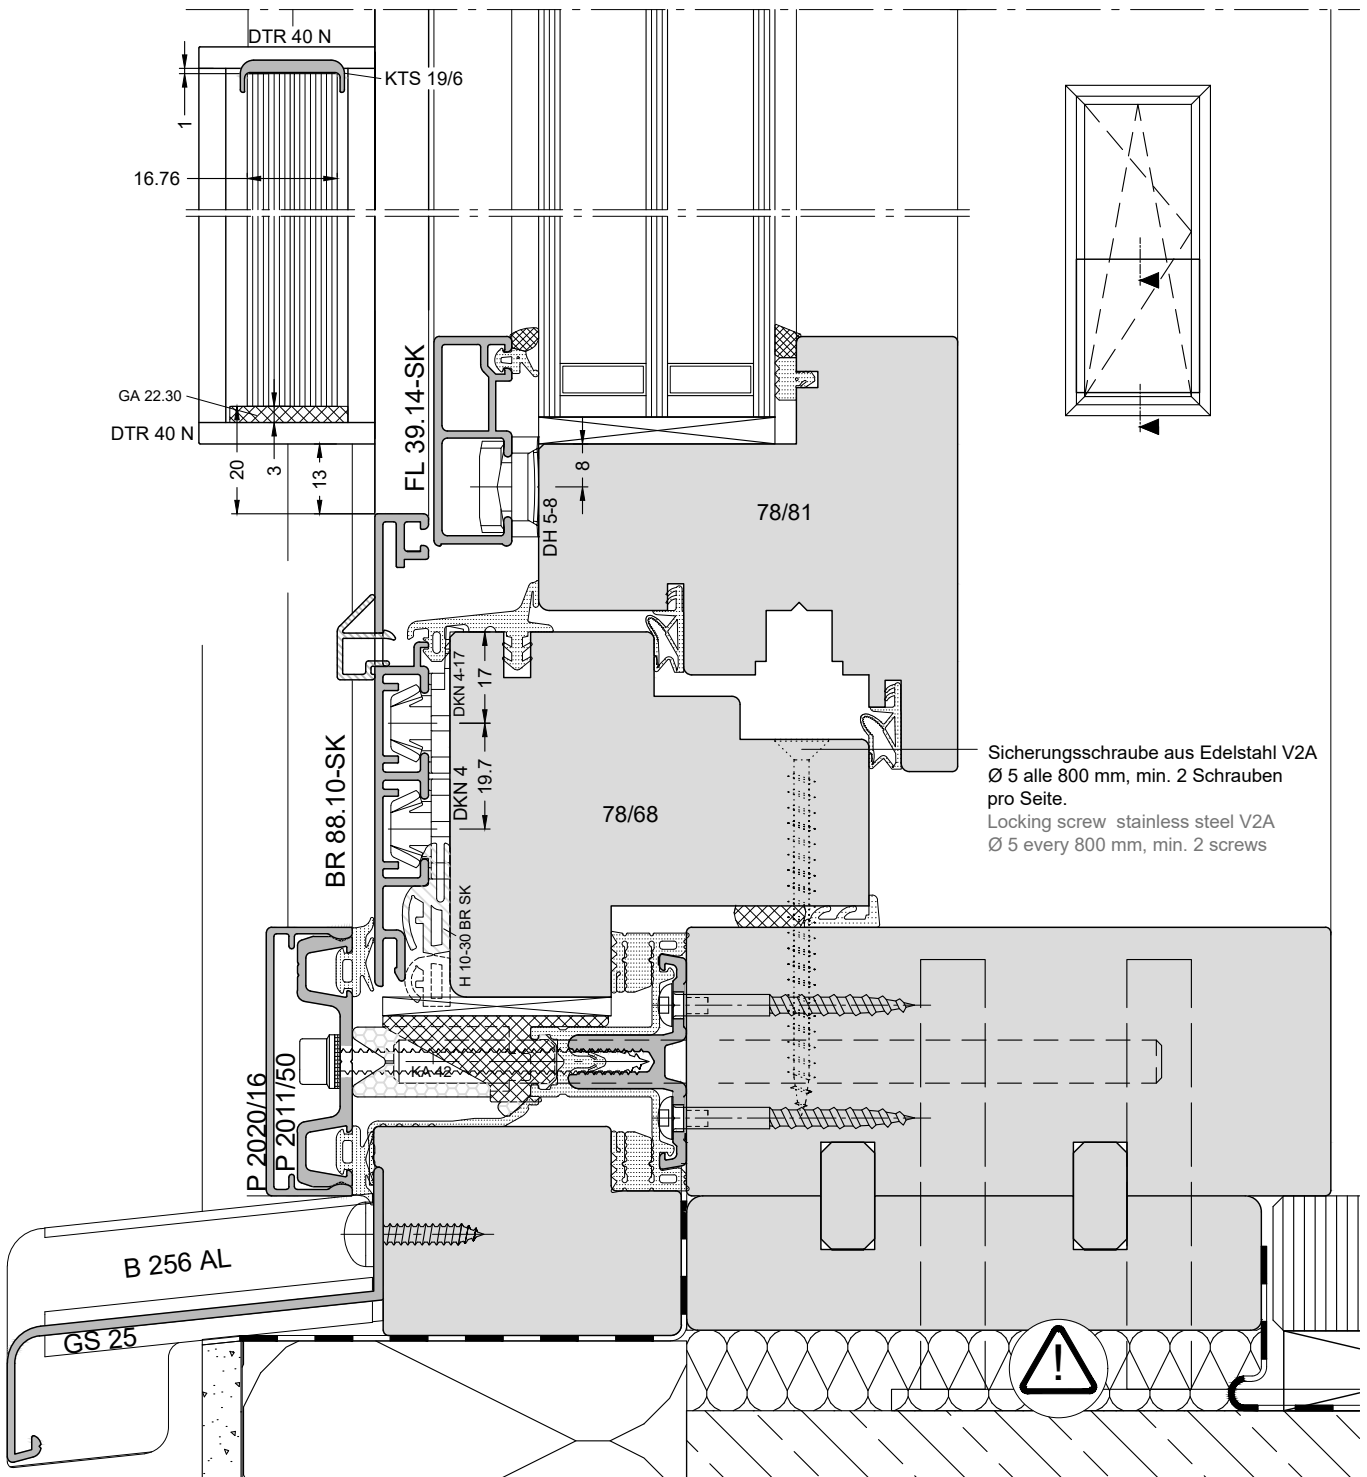 DTR 40 N
KTS 19/6
1
16.76
GA 22.30
DTR 40 N
20
3
13
FL 39.14-SK
8
DH 5-8
78/81
DKN 4-17
17
DKN 4
19.7
BR 88.10-SK
78/68
H 10-30 BR SK
Sicherungsschraube aus Edelstahl V2A
Ø 5 alle 800 mm, min. 2 Schrauben
pro Seite.
Locking screw stainless steel V2A
Ø 5 every 800 mm, min. 2 screws
KA 42
P 2020/16
P 2011/50
B 256 AL
GS 25
!